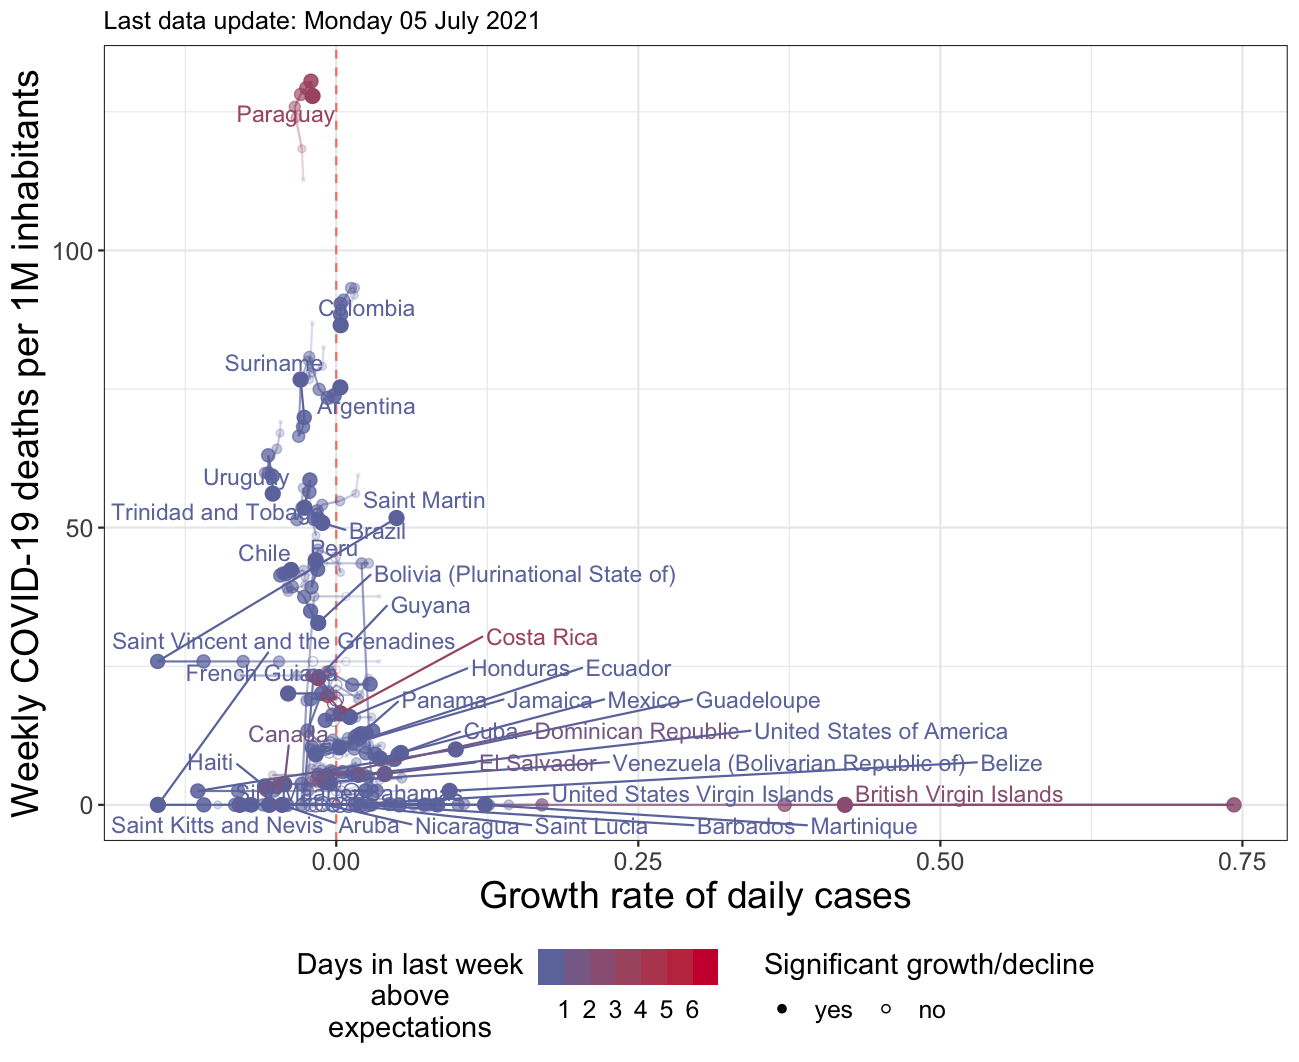 Last data update: Monday 05 July 2021
Weekly COVID-19 deaths per 1M inhabitants
100
50
0
Paraguay
Colombia
Suriname
Argentina
Uruguay
Saint Martin
Trinidad and Tobago
Brazil
Peru
Chile
Bolivia (Plurinational State of)
Guyana
Saint Vincent and the Grenadines
Costa Rica
French Guiana
Honduras
Ecuador
Panama
Jamaica
Mexico
Guadeloupe
Canada
Cuba
Dominican Republic
United States of America
Haiti
El Salvador
Venezuela (Bolivarian Republic of)
Belize
Bahamas
United States Virgin Islands
British Virgin Islands
Saint Kitts and Nevis
Aruba
Nicaragua
Saint Lucia
Barbados
Martinique
0.00
0.25
0.50
0.75
Growth rate of daily cases
Days in last week
above
expectations
1 2 3 4 5 6
Significant growth/decline
yes
no